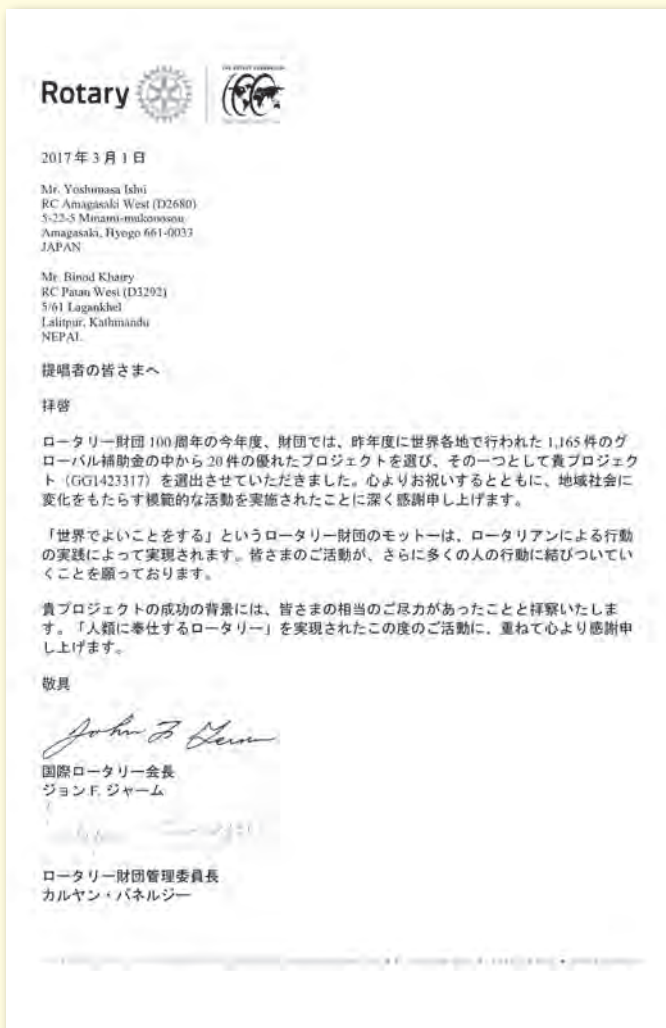 Rotary
THE ROTARY FOUNDATION
2017年3月1日
Mr. Yoshimasa Ishii
RC Amagasaki West (D2680)
5-22-5 Minami-mukonosou
Amagasaki, Hyogo 661-0033
JAPAN
Mr. Binod Khatry
RC Patan West (D3292)
5/61 Lagankhel
Lalitpur, Kathmandu
NEPAL
提唱者の皆さまへ
拝啓
ロータリー財団100周年の今年度、財団では、昨年度に世界各地で行われた1,165件のグ
ローバル補助金の中から20件の優れたプロジェクトを選び、その一つとして貴プロジェク
ト（GG1423317）を選出させていただきました。心よりお祝いするとともに、地域社会に
変化をもたらす模範的な活動を実施されたことに深く感謝申し上げます。
「世界でよいことをする」というロータリー財団のモットーは、ロータリアンによる行動
の実践によって実現されます。皆さまのご活動が、さらに多くの人の行動に結びついてい
くことを願っております。
貴プロジェクトの成功の背景には、皆さまの相当のご尽力があったことと拝察いたしま
す。「人類に奉仕するロータリー」を実現されたこの度のご活動に、重ねて心より感謝申
し上げます。
敬具
John F Germ
国際ロータリー会長
ジョン F. ジャーム
ロータリー財団管理委員長
カルヤン・バネルジー